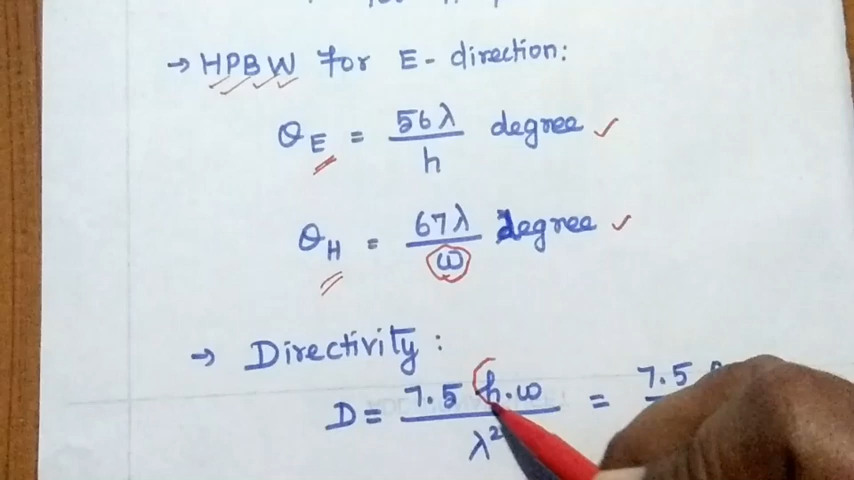 → HPBW for E - direction:
θE = 56λ/h degree ✓
θH = 67λ/ω degree ✓
→ Directivity:
D = 7.5 h.ω/λ² = 7.5